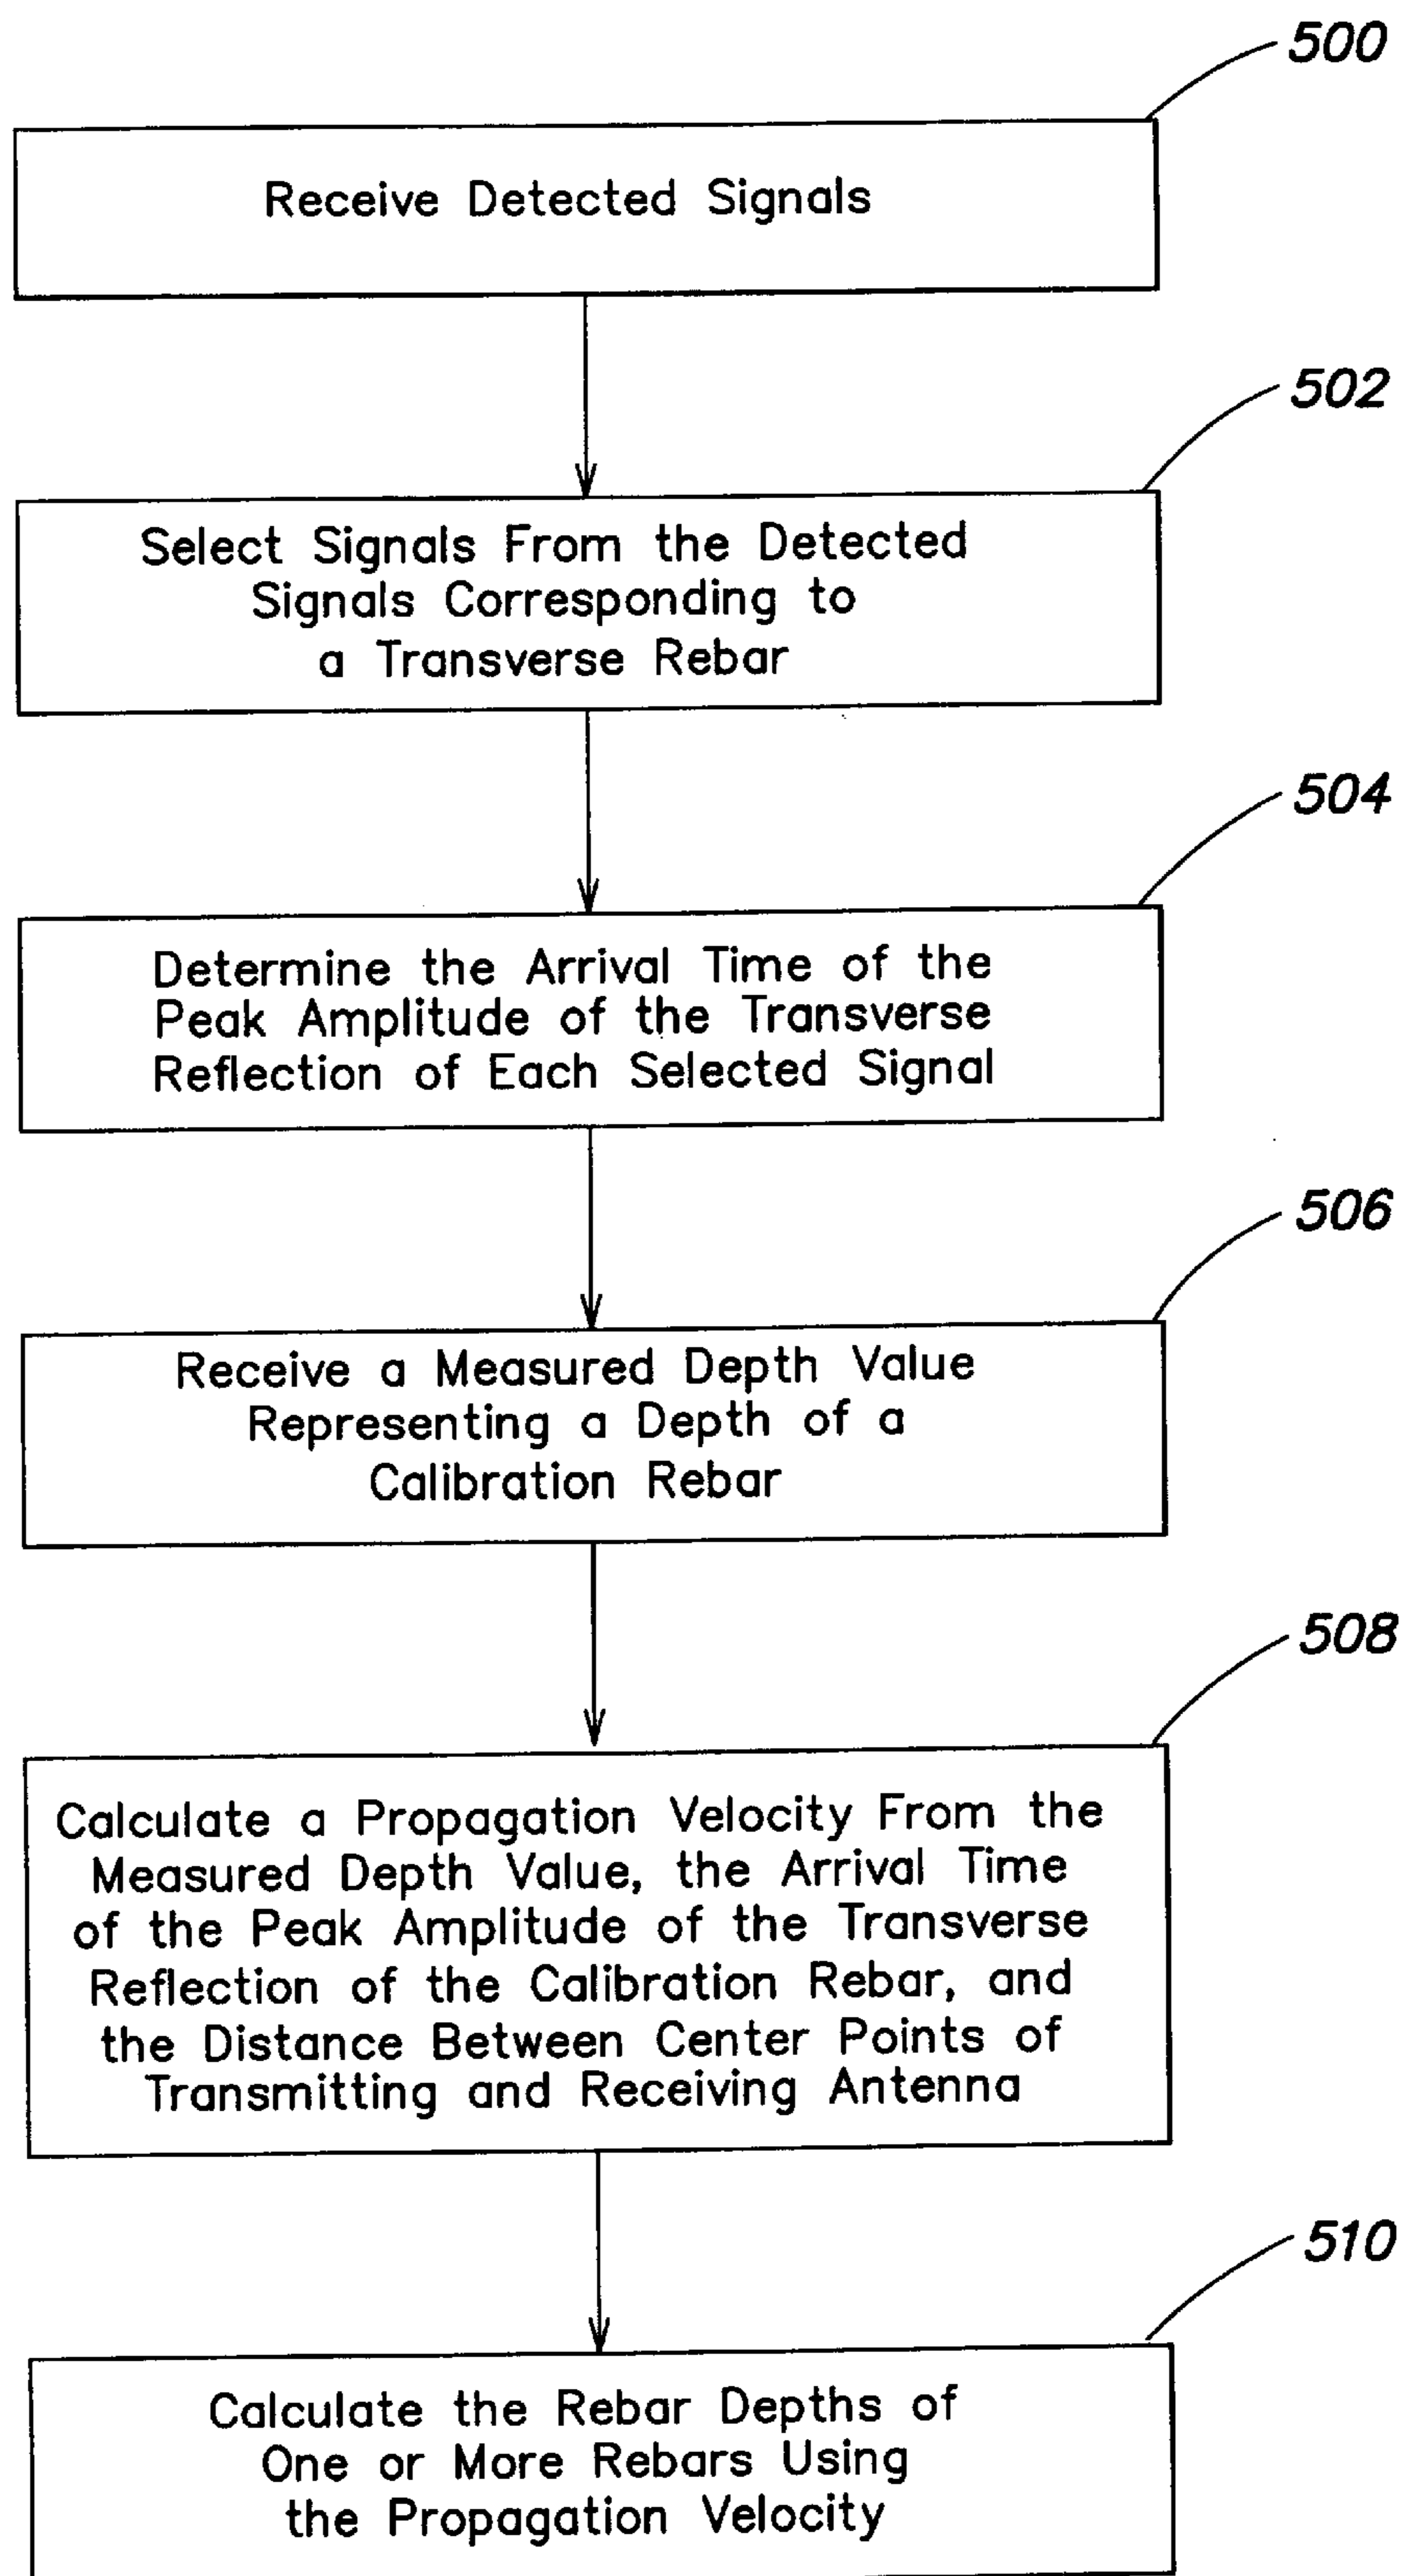 500
Receive Detected Signals
502
Select Signals From the Detected
Signals Corresponding to
a Transverse Rebar
504
Determine the Arrival Time of the
Peak Amplitude of the Transverse
Reflection of Each Selected Signal
506
Receive a Measured Depth Value
Representing a Depth of a
Calibration Rebar
508
Calculate a Propagation Velocity From the
Measured Depth Value, the Arrival Time
of the Peak Amplitude of the Transverse
Reflection of the Calibration Rebar, and
the Distance Between Center Points of
Transmitting and Receiving Antenna
510
Calculate the Rebar Depths of
One or More Rebars Using
the Propagation Velocity